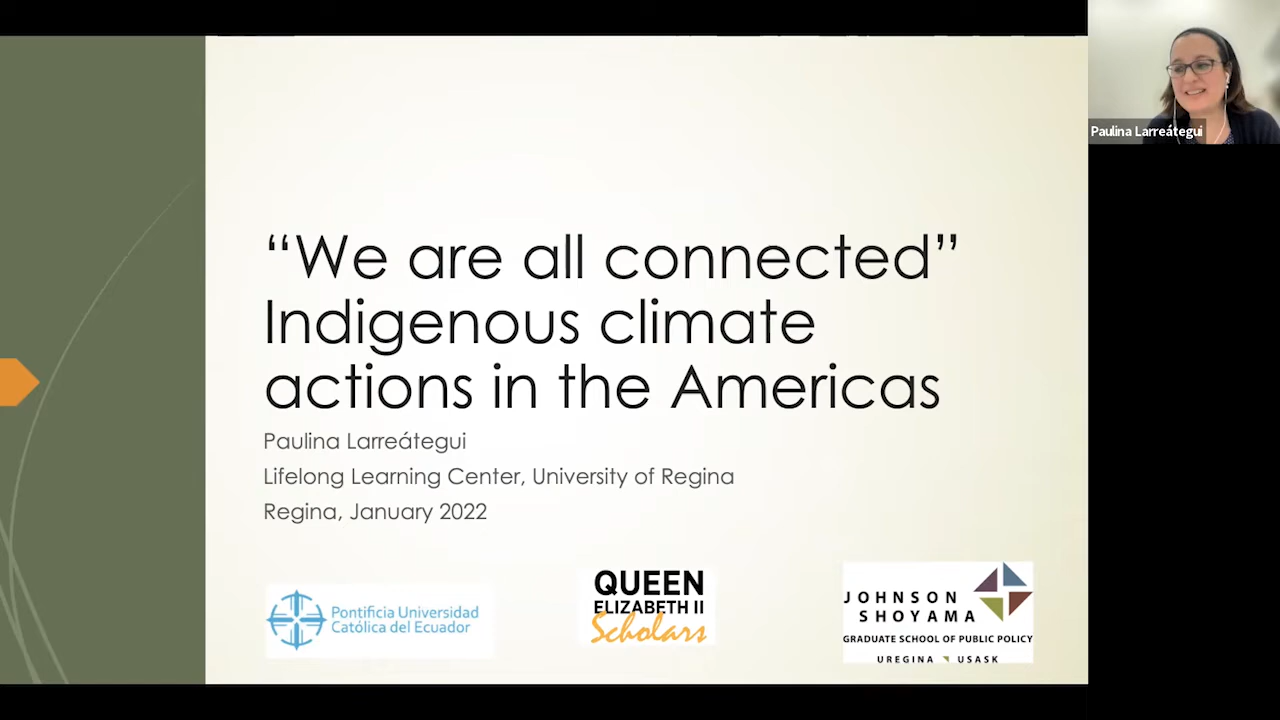 “We are all connected”
Indigenous climate
actions in the Americas
Paulina Larreátegui
Lifelong Learning Center, University of Regina
Regina, January 2022
Pontificia Universidad
Católica del Ecuador
QUEEN
ELIZABETH II
Scholars
JOHNSON
SHOYAMA
GRADUATE SCHOOL OF PUBLIC POLICY
UREGINA USASK
Paulina Larreátegui